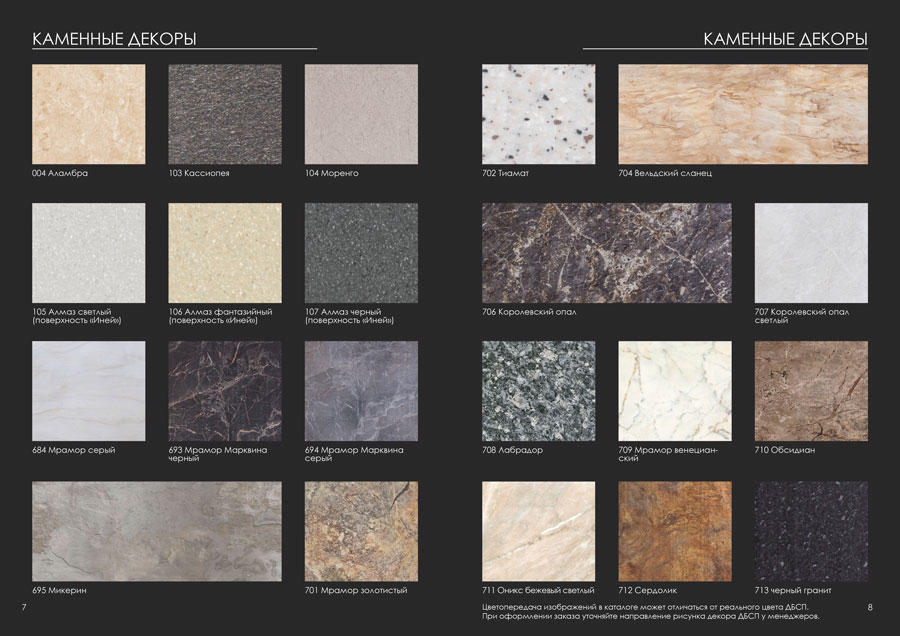 КАМЕННЫЕ ДЕКОРЫ
004 Аламбра
103 Кассиопея
104 Моренго
105 Алмаз светлый
(поверхность «Иней»)
106 Алмаз фантазийный
(поверхность «Иней»)
107 Алмаз черный
(поверхность «Иней»)
684 Мрамор серый
693 Мрамор Марквина
черный
694 Мрамор Марквина
серый
695 Микерин
701 Мрамор золотистый
7
КАМЕННЫЕ ДЕКОРЫ
702 Тиамат
704 Вельдский сланец
706 Королевский опал
707 Королевский опал
светлый
708 Лабрадор
709 Мрамор венециан-
ский
710 Обсидиан
711 Оникс бежевый светлый
712 Сердолик
713 черный гранит
Цветопередача изображений в каталоге может отличаться от реального цвета ДБСП.
При оформлении заказа уточняйте направление рисунка декора ДБСП у менеджеров.
8